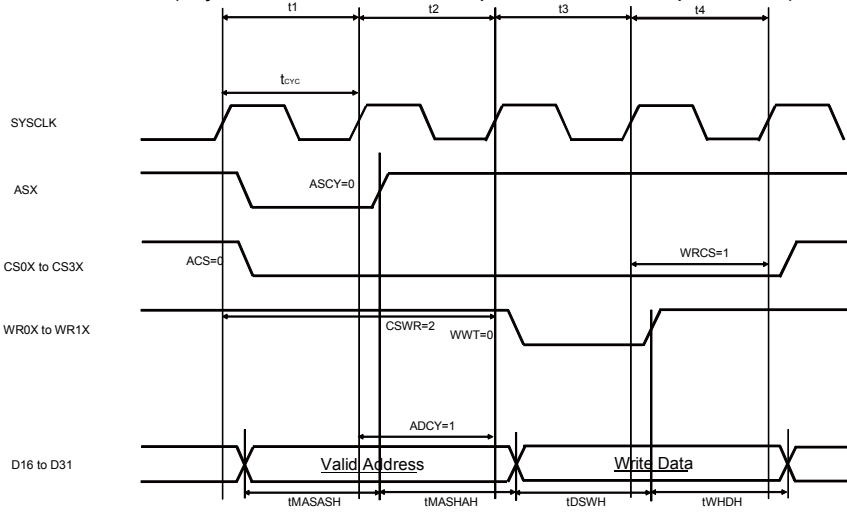 t1 t2 t3 t4
tCYC
SYSCLK
ASX
ASCY=0
CS0X to CS3X
ACS=0
WRCS=1
WR0X to WR1X
CSWR=2
WWT=0
ADCY=1
D16 to D31
Valid Address
Write Data
tMASASH tMASHAH tDSWH tWHDH